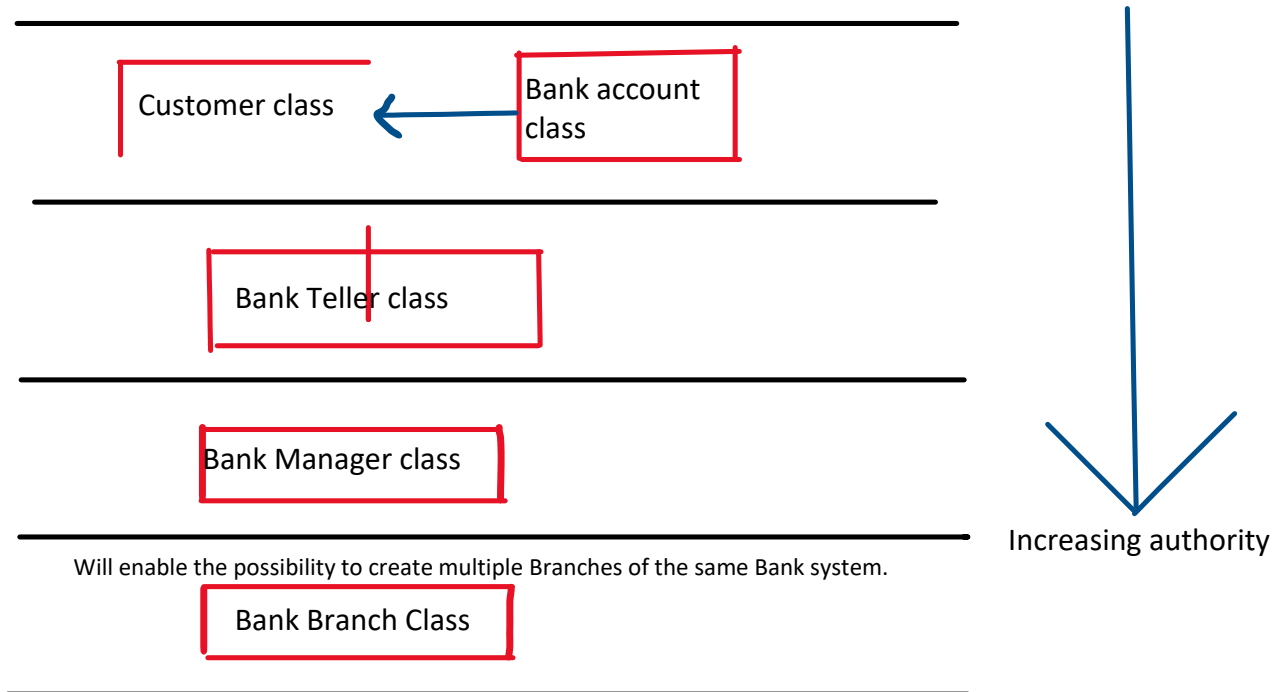 Customer class
Bank account
class
Bank Teller class
Bank Manager class
Increasing authority
Will enable the possibility to create multiple Branches of the same Bank system.
Bank Branch Class